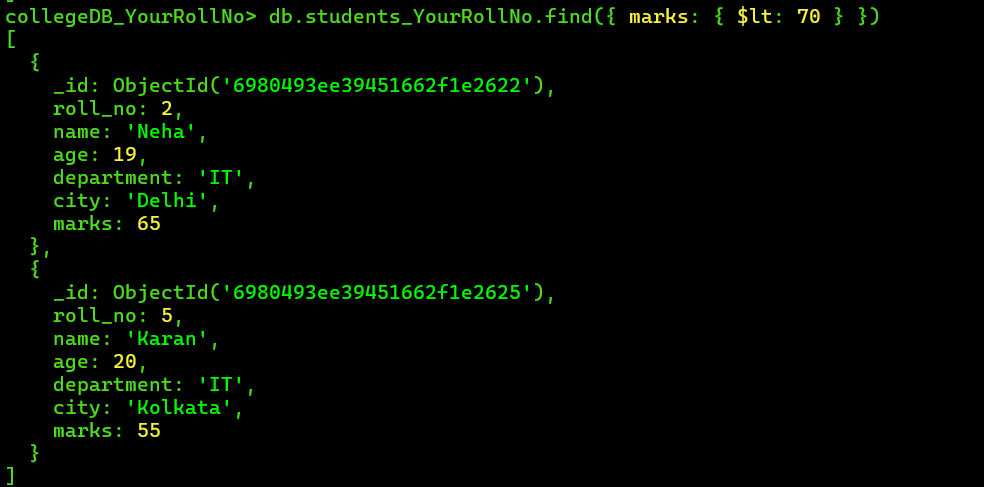 collegeDB_YourRollNo> db.students_YourRollNo.find({ marks: { $lt: 70 } })
[
  {
    _id: ObjectId('6980493ee39451662f1e2622'),
    roll_no: 2,
    name: 'Neha',
    age: 19,
    department: 'IT',
    city: 'Delhi',
    marks: 65
  },
  {
    _id: ObjectId('6980493ee39451662f1e2625'),
    roll_no: 5,
    name: 'Karan',
    age: 20,
    department: 'IT',
    city: 'Kolkata',
    marks: 55
  }
]